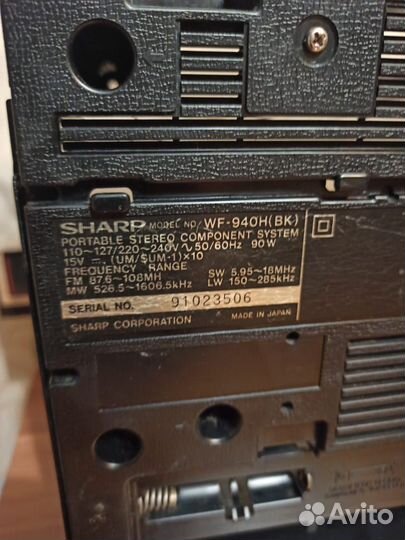 SHARP MODEL NO. WF-940H(BK)
PORTABLE STEREO COMPONENT SYSTEM
110~127/220~240V∿50/60Hz 90W
15V ⎓ (UM/SUM-1)×10
FREQUENCY RANGE
FM 87.6~108MHz SW 5.95~18MHz
MW 526.5~1606.5kHz LW 150~285kHz
SERIAL NO. 91023506
SHARP CORPORATION MADE IN JAPAN
Avito